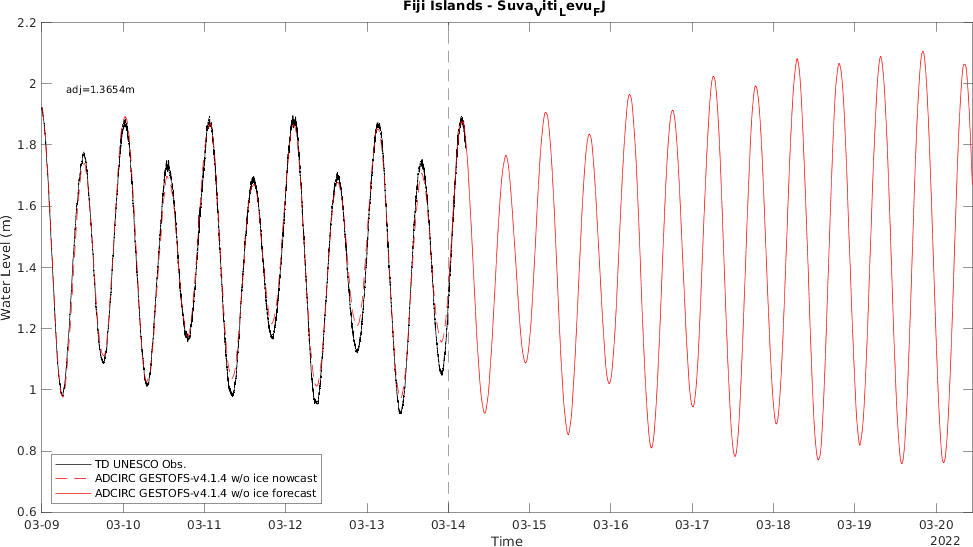 Fiji Islands - SuvaVitiLevuFJ
adj=1.3654m
Water Level (m)
2.2
2
1.8
1.6
1.4
1.2
1
0.8
0.6
TD UNESCO Obs.
ADCIRC GESTOFS-v4.1.4 w/o ice nowcast
ADCIRC GESTOFS-v4.1.4 w/o ice forecast
03-09 03-10 03-11 03-12 03-13 03-14 03-15 03-16 03-17 03-18 03-19 03-20
Time
2022